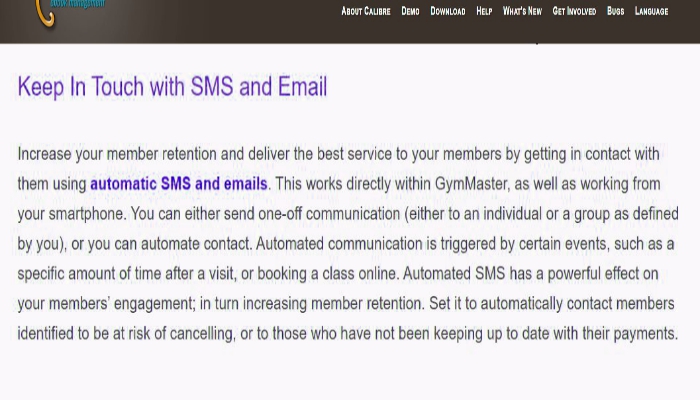 ebook management
About Calibre Demo Download Help What's New Get Involved Bugs Language
Keep In Touch with SMS and Email
Increase your member retention and deliver the best service to your members by getting in contact with
them using automatic SMS and emails. This works directly within GymMaster, as well as working from
your smartphone. You can either send one-off communication (either to an individual or a group as defined
by you), or you can automate contact. Automated communication is triggered by certain events, such as a
specific amount of time after a visit, or booking a class online. Automated SMS has a powerful effect on
your members' engagement; in turn increasing member retention. Set it to automatically contact members
identified to be at risk of cancelling, or to those who have not been keeping up to date with their payments.